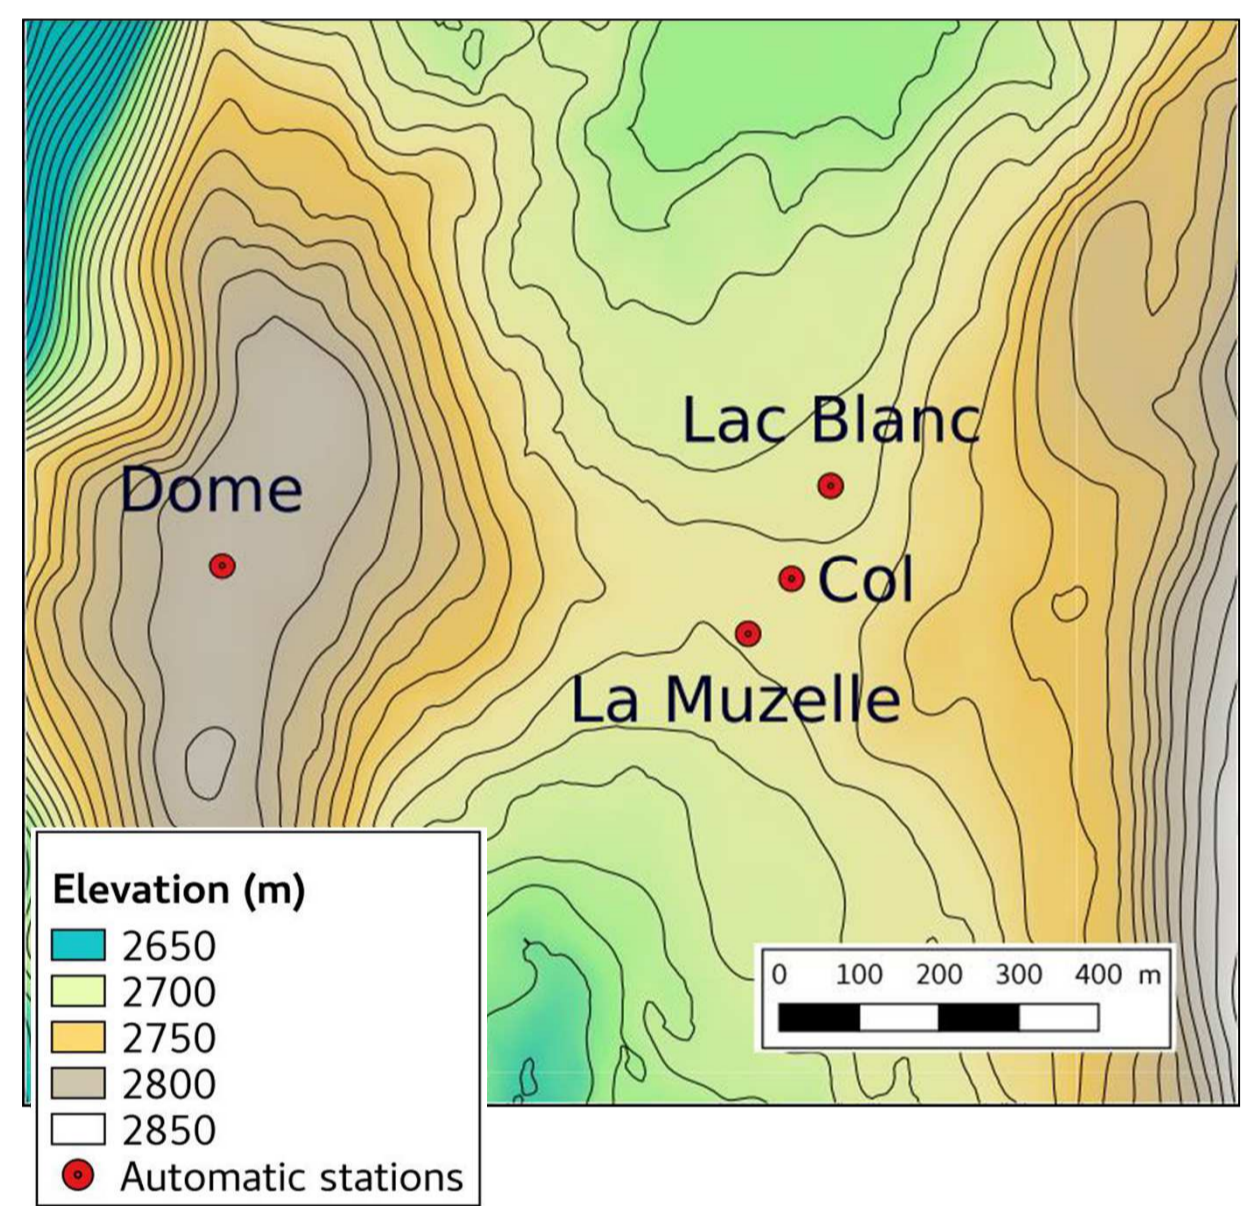 Lac Blanc
Dome
Col
La Muzelle
Elevation (m)
2650
2700
2750
2800
2850
Automatic stations
0 100 200 300 400 m